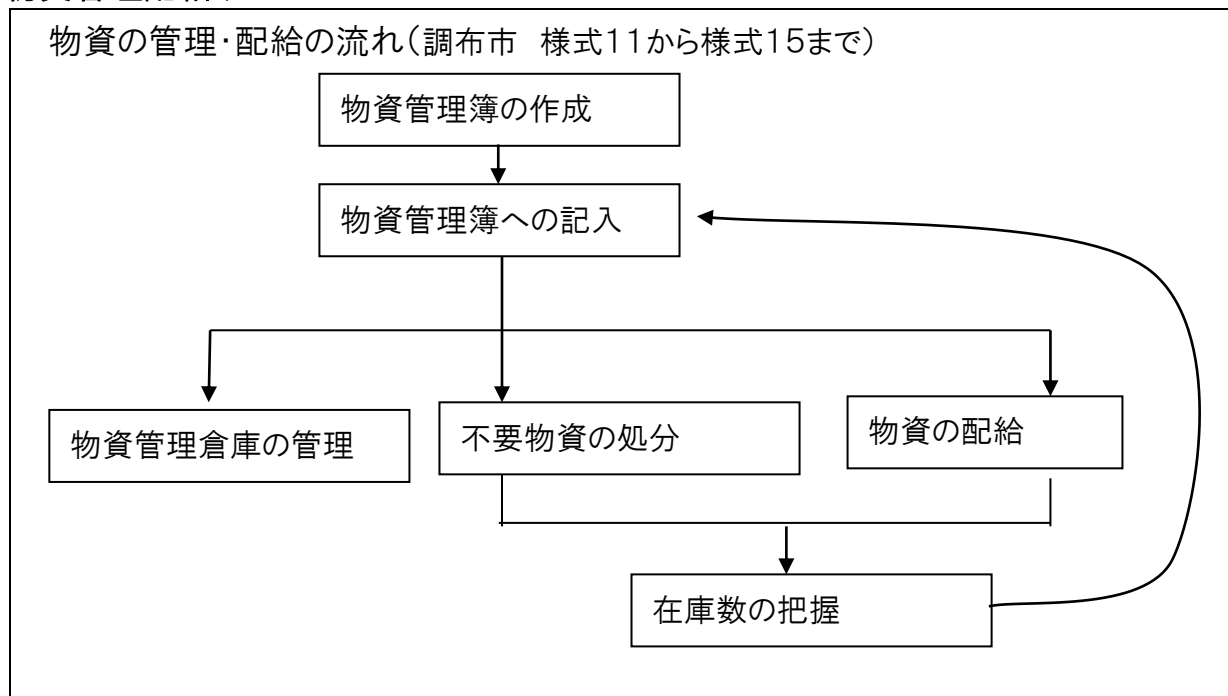 物資の管理・配給の流れ（調布市　様式11から様式15まで）
物資管理簿の作成
物資管理簿への記入
物資管理倉庫の管理
不要物資の処分
物資の配給
在庫数の把握